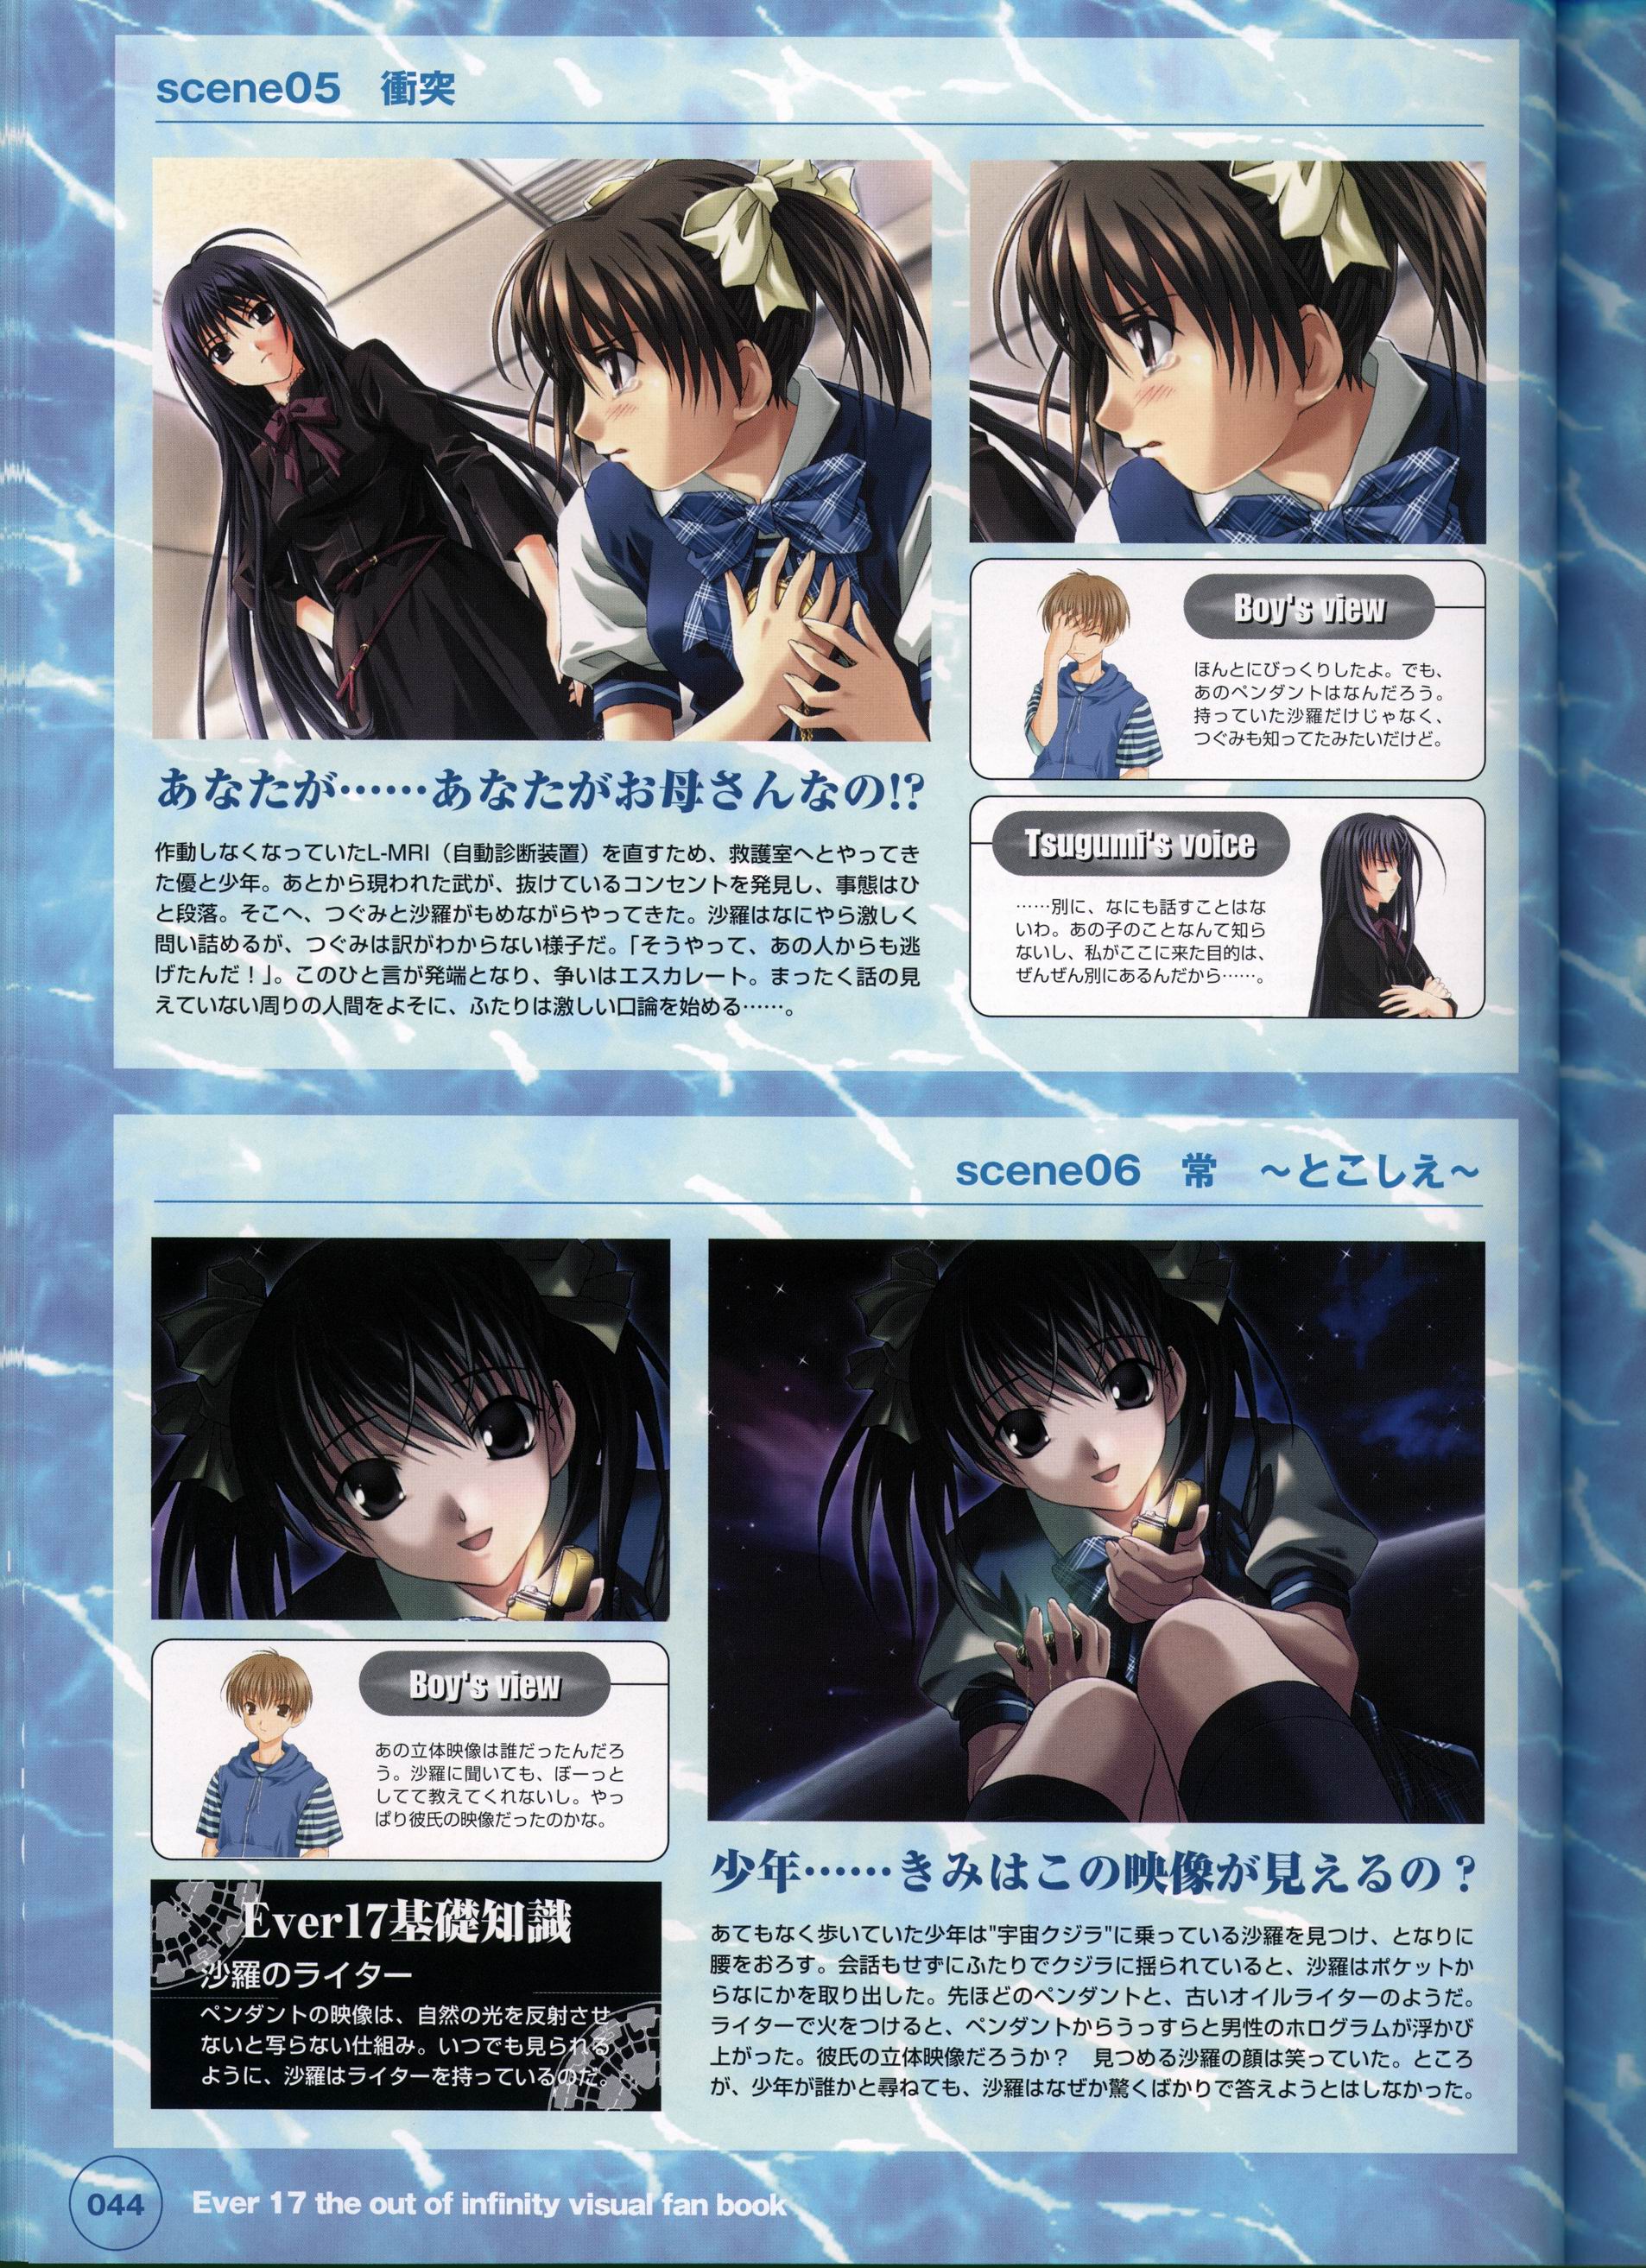 scene05 衝突
あなたが……あなたがお母さんなの!?
作動しなくなっていたL-MRI（自動診断装置）を直すため、救護室へとやってき
た優と少年。あとから現われた武が、抜けているコンセントを発見し、事態はひ
と段落。そこへ、つぐみと沙羅がもめながらやってきた。沙羅はなにやら激しく
問い詰めるが、つぐみは訳がわからない様子だ。「そうやって、あの人からも逃
げたんだ！」。このひと言が発端となり、争いはエスカレート。まったく話の見
えていない周りの人間をよそに、ふたりは激しい口論を始める……。
Boy's view
ほんとにびっくりしたよ。でも、
あのペンダントはなんだろう。
持っていた沙羅だけじゃなく、
つぐみも知ってたみたいだけど。
Tsugumi's voice
……別に、なにも話すことはな
いわ。あの子のことなんて知ら
ないし、私がここに来た目的は、
ぜんぜん別にあるんだから……。
scene06 常 〜とこしえ〜
Boy's view
あの立体映像は誰だったんだろ
う。沙羅に聞いても、ぼーっと
してて教えてくれないし。やっ
ぱり彼氏の映像だったのかな。
Ever17基礎知識
沙羅のライター
ペンダントの映像は、自然の光を反射させ
ないと写らない仕組み。いつでも見られる
ように、沙羅はライターを持っているのだ。
少年……きみはこの映像が見えるの？
あてもなく歩いていた少年は"宇宙クジラ"に乗っている沙羅を見つけ、となりに
腰をおろす。会話もせずにふたりでクジラに揺られていると、沙羅はポケットか
らなにかを取り出した。先ほどのペンダントと、古いオイルライターのようだ。
ライターで火をつけると、ペンダントからうっすらと男性のホログラムが浮かび
上がった。彼氏の立体映像だろうか？　見つめる沙羅の顔は笑っていた。ところ
が、少年が誰かと尋ねても、沙羅はなぜか驚くばかりで答えようとはしなかった。
044
Ever 17 the out of infinity visual fan book